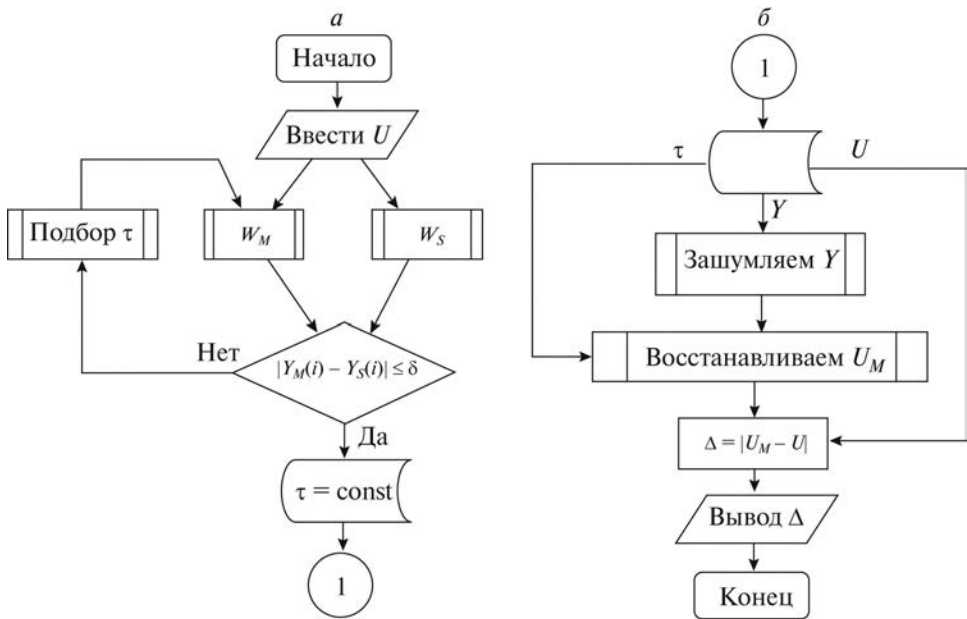 а
Начало
Ввести U
Подбор τ
W_M
W_S
Нет
|Y_M(i) – Y_S(i)| ≤ δ
Да
τ = const
1
б
1
τ
U
Y
Зашумляем Y
Восстанавливаем U_M
Δ = |U_M – U|
Вывод Δ
Конец